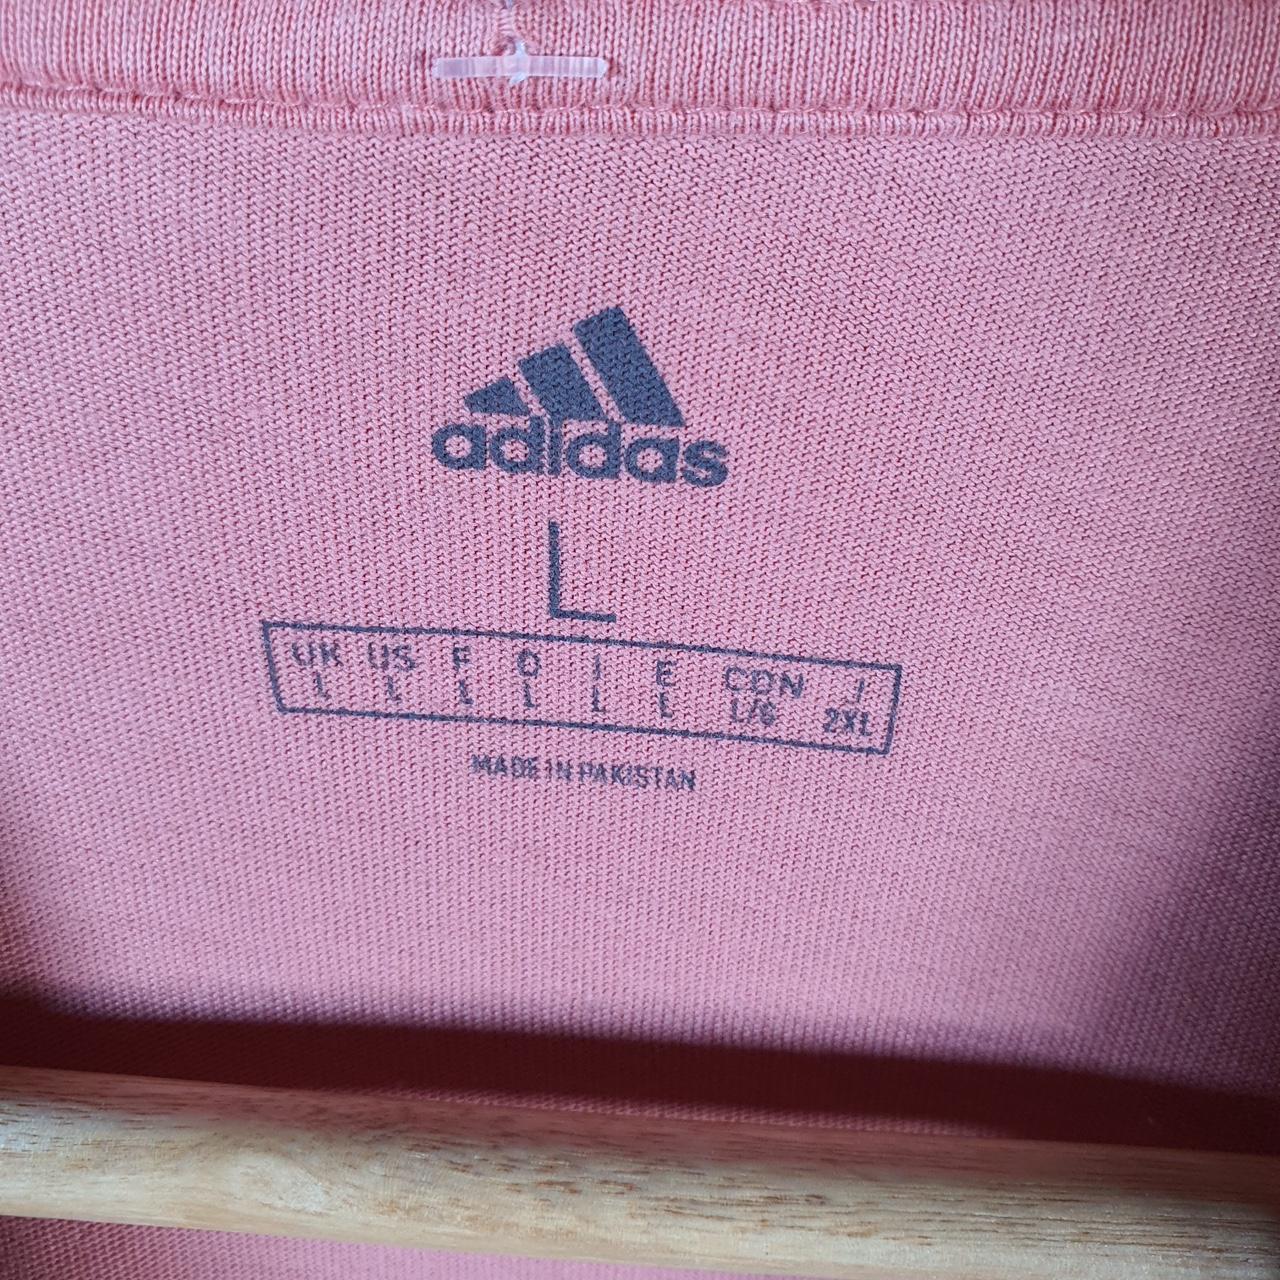 adidas
L
UK US F D I E CDN J
L L L L L L L/G 2XL
MADE IN PAKISTAN